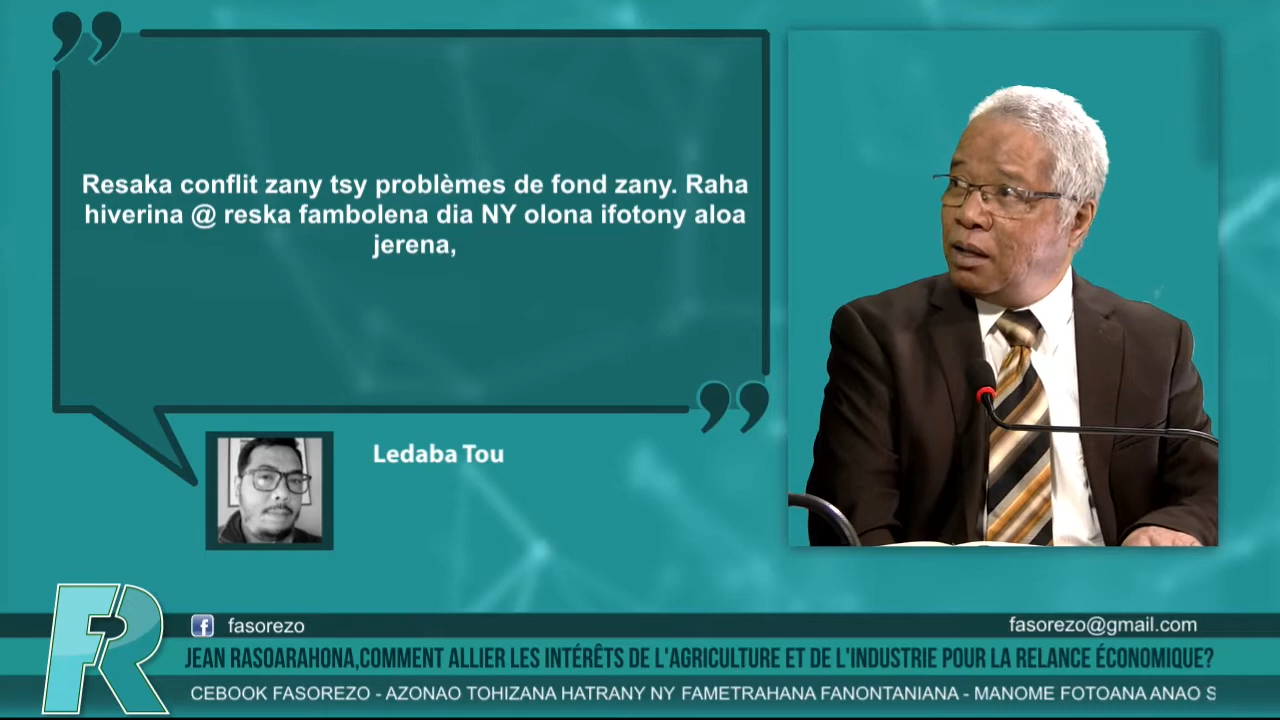 Resaka conflit zany tsy problèmes de fond zany. Raha
hiverina @ reska fambolena dia NY olona ifotony aloa
jerena,
Ledaba Tou
FR
fasorezo
fasorezo@gmail.com
JEAN RASOARAHONA,COMMENT ALLIER LES INTÉRÊTS DE L'AGRICULTURE ET DE L'INDUSTRIE POUR LA RELANCE ÉCONOMIQUE?
CEBOOK FASOREZO - AZONAO TOHIZANA HATRANY NY FAMETRAHANA FANONTANIANA - MANOME FOTOANA ANAO S